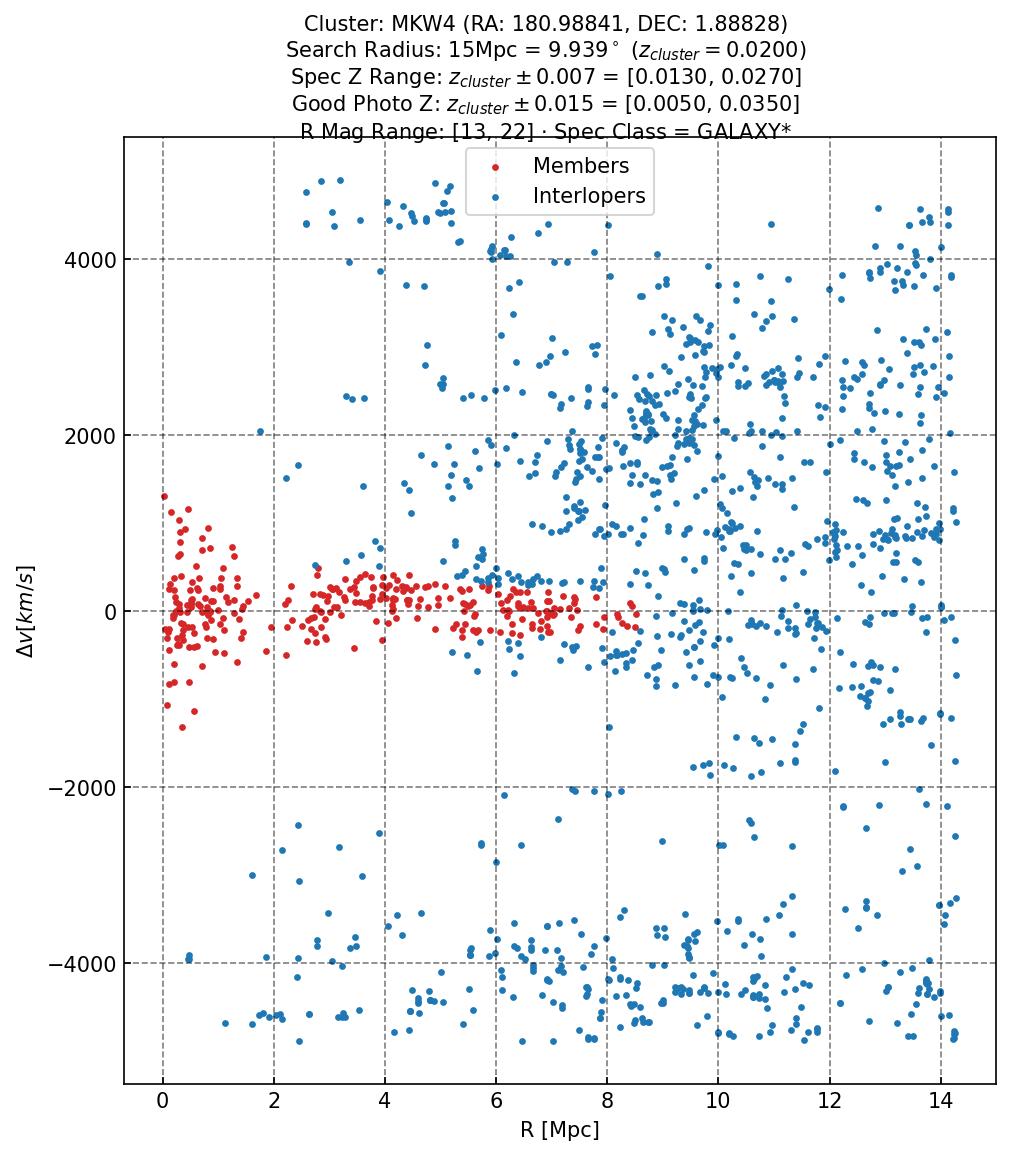 Cluster: MKW4 (RA: 180.98841, DEC: 1.88828)
Search Radius: 15Mpc = 9.939° (z_cluster = 0.0200)
Spec Z Range: z_cluster ± 0.007 = [0.0130, 0.0270]
Good Photo Z: z_cluster ± 0.015 = [0.0050, 0.0350]
R Mag Range: [13, 22] · Spec Class = GALAXY*
Members
Interlopers
4000
2000
0
−2000
−4000
Δv[km/s]
0 2 4 6 8 10 12 14
R [Mpc]